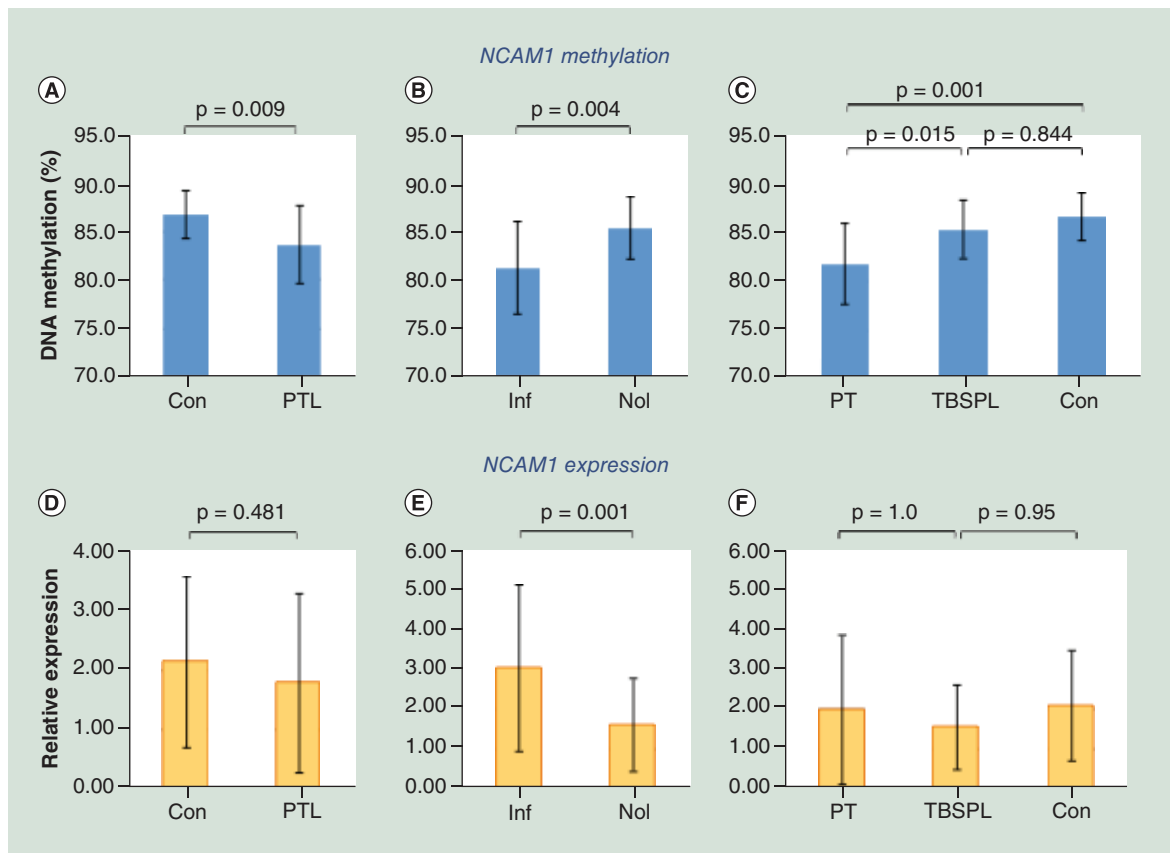 NCAM1 methylation
A
B
C
p = 0.009
p = 0.004
p = 0.001
p = 0.015
p = 0.844
DNA methylation (%)
95.0
90.0
85.0
80.0
75.0
70.0
Con
PTL
95.0
90.0
85.0
80.0
75.0
70.0
Inf
Nol
95.0
90.0
85.0
80.0
75.0
70.0
PT
TBSPL
Con
NCAM1 expression
D
E
F
p = 0.481
p = 0.001
p = 1.0
p = 0.95
Relative expression
4.00
3.00
2.00
1.00
0.00
Con
PTL
6.00
5.00
4.00
3.00
2.00
1.00
0.00
Inf
Nol
6.00
5.00
4.00
3.00
2.00
1.00
0.00
PT
TBSPL
Con